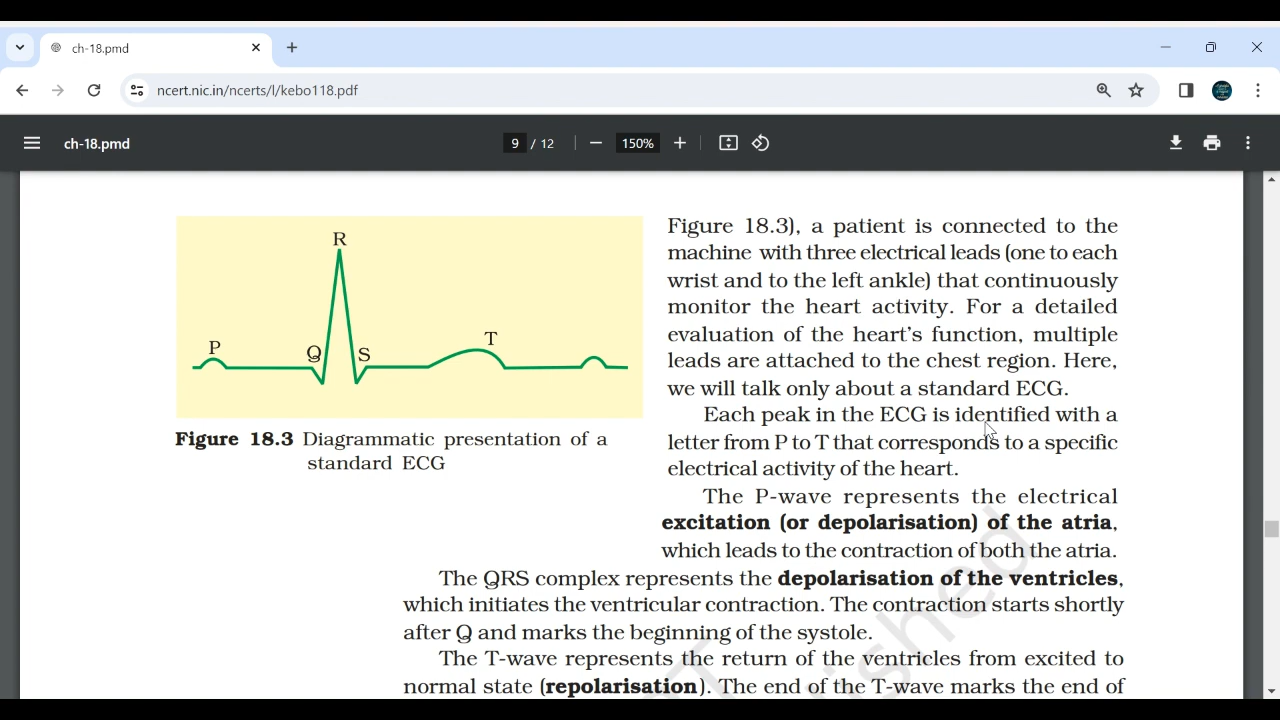 ch-18.pmd
ncert.nic.in/ncerts/l/kebo118.pdf
ch-18.pmd
9 / 12
150%
R
P
Q
S
T
Figure 18.3 Diagrammatic presentation of a
standard ECG
Figure 18.3), a patient is connected to the
machine with three electrical leads (one to each
wrist and to the left ankle) that continuously
monitor the heart activity. For a detailed
evaluation of the heart's function, multiple
leads are attached to the chest region. Here,
we will talk only about a standard ECG.
Each peak in the ECG is identified with a
letter from P to T that corresponds to a specific
electrical activity of the heart.
The P-wave represents the electrical
excitation (or depolarisation) of the atria,
which leads to the contraction of both the atria.
The QRS complex represents the depolarisation of the ventricles,
which initiates the ventricular contraction. The contraction starts shortly
after Q and marks the beginning of the systole.
The T-wave represents the return of the ventricles from excited to
normal state (repolarisation). The end of the T-wave marks the end of